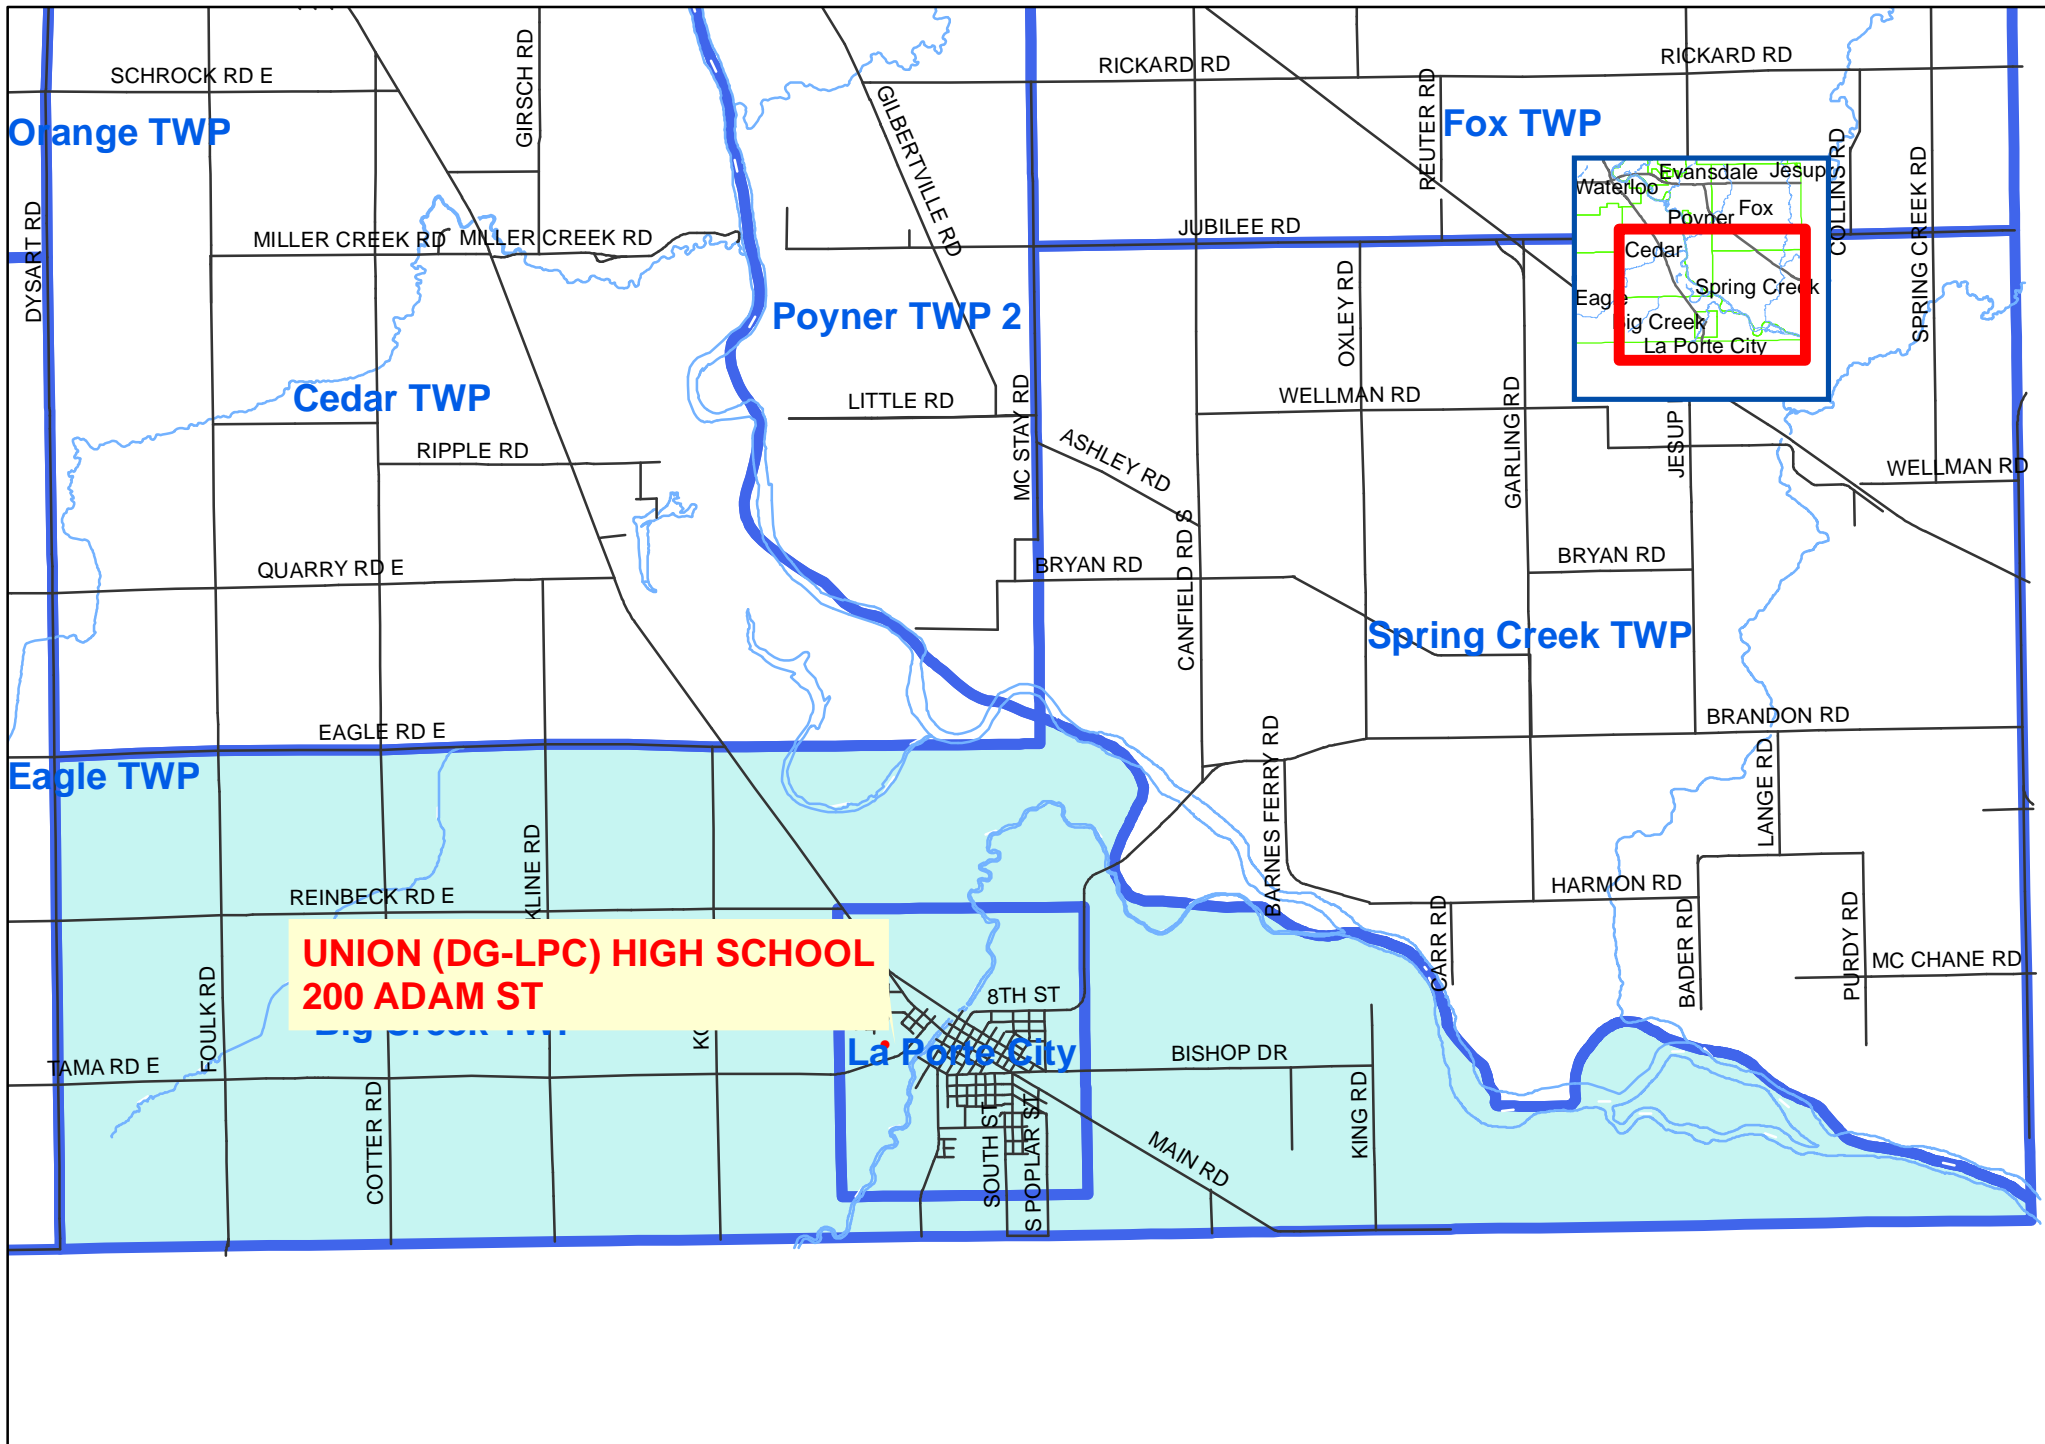 SCHROCK RD E
GIRSCH RD
GILBERTVILLE RD
RICKARD RD
RICKARD RD
REUTER RD
Fox TWP
Orange TWP
COLLINS RD
SPRING CREEK RD
Waterloo
Evansdale
Jesup
Poyner
Fox
Cedar
Spring Creek
Eagle
Big Creek
La Porte City
DYSART RD
MILLER CREEK RD
MILLER CREEK RD
JUBILEE RD
Poyner TWP 2
OXLEY RD
Cedar TWP
LITTLE RD
MC STAY RD
WELLMAN RD
GARLING RD
JESUP
RIPPLE RD
ASHLEY RD
WELLMAN RD
QUARRY RD E
BRYAN RD
CANFIELD RD S
BRYAN RD
Spring Creek TWP
EAGLE RD E
BRANDON RD
Eagle TWP
BARNES FERRY RD
LANGE RD
KLINE RD
REINBECK RD E
HARMON RD
UNION (DG-LPC) HIGH SCHOOL
200 ADAM ST
Big Creek TWP
FOULK RD
8TH ST
CARR RD
BADER RD
PURDY RD
MC CHANE RD
La Porte City
TAMA RD E
BISHOP DR
COTTER RD
SOUTH ST
S POPLAR ST
MAIN RD
KING RD